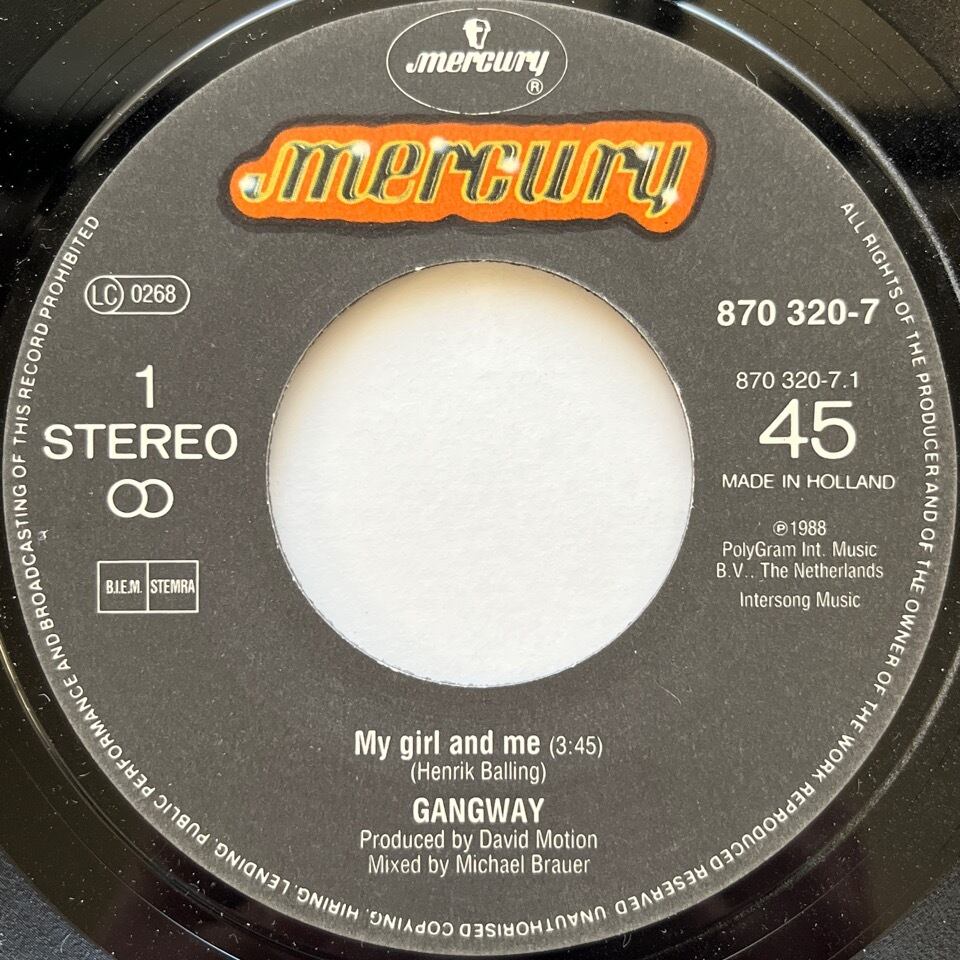 mercury
®
mercury
LC 0268
1
STEREO
B.I.E.M. STEMRA
870 320-7
870 320-7.1
45
MADE IN HOLLAND
℗1988
PolyGram Int. Music
B.V.. The Netherlands
Intersong Music
My girl and me (3:45)
(Henrik Balling)
GANGWAY
Produced by David Motion
Mixed by Michael Brauer
ALL RIGHTS OF THE PRODUCER AND OF THE OWNER OF THE WORK REPRODUCED RESERVED UNAUTHORISED COPYING, HIRING, LENDING, PUBLIC PERFORMANCE AND BROADCASTING OF THIS RECORD PROHIBITED